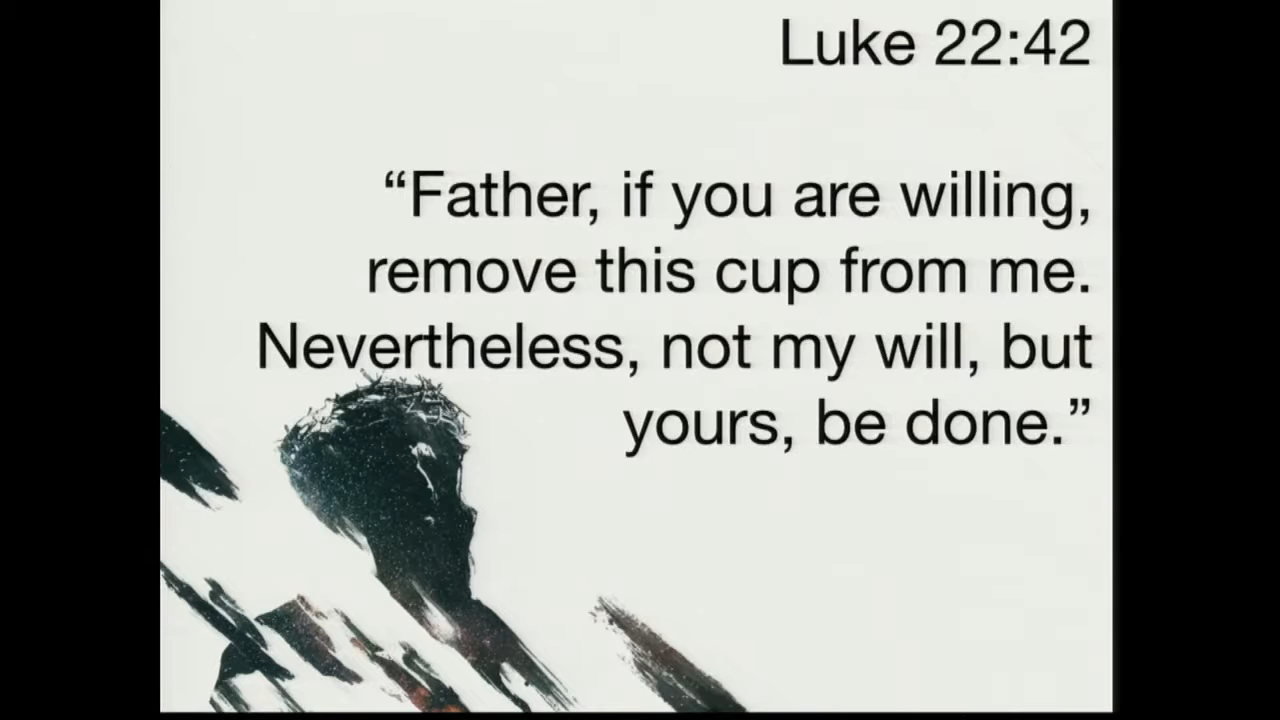 Luke 22:42
“Father, if you are willing,
remove this cup from me.
Nevertheless, not my will, but
yours, be done.”